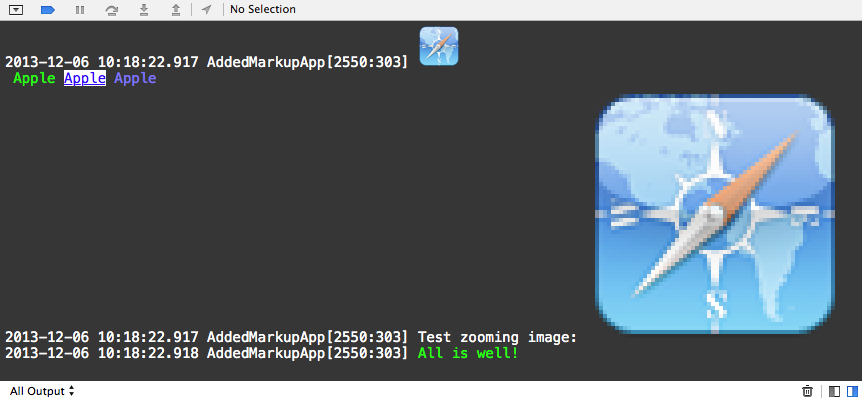 No Selection
2013-12-06 10:18:22.917 AddedMarkupApp[2550:303]
Apple Apple Apple
N
S
2013-12-06 10:18:22.917 AddedMarkupApp[2550:303] Test zooming image:
2013-12-06 10:18:22.918 AddedMarkupApp[2550:303] All is well!
All Output